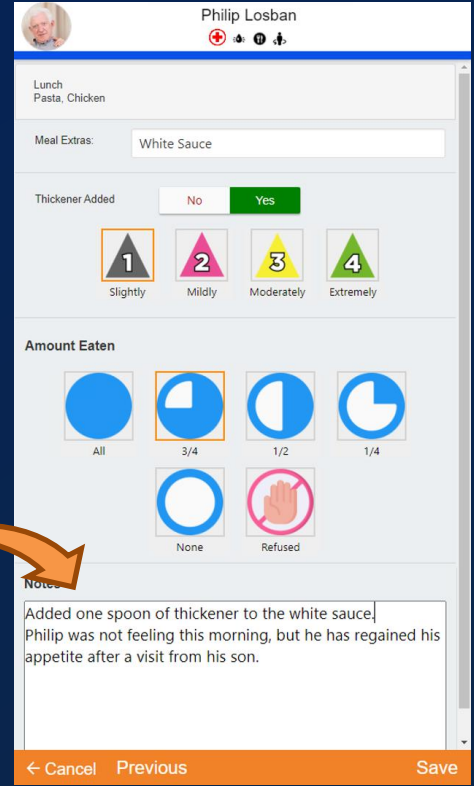 Philip Losban
Lunch
Pasta, Chicken
Meal Extras: White Sauce
Thickener Added No Yes
1 2 3 4
Slightly Mildly Moderately Extremely
Amount Eaten
All 3/4 1/2 1/4
None Refused
Notes
Added one spoon of thickener to the white sauce.
Philip was not feeling this morning, but he has regained his
appetite after a visit from his son.
← Cancel Previous Save